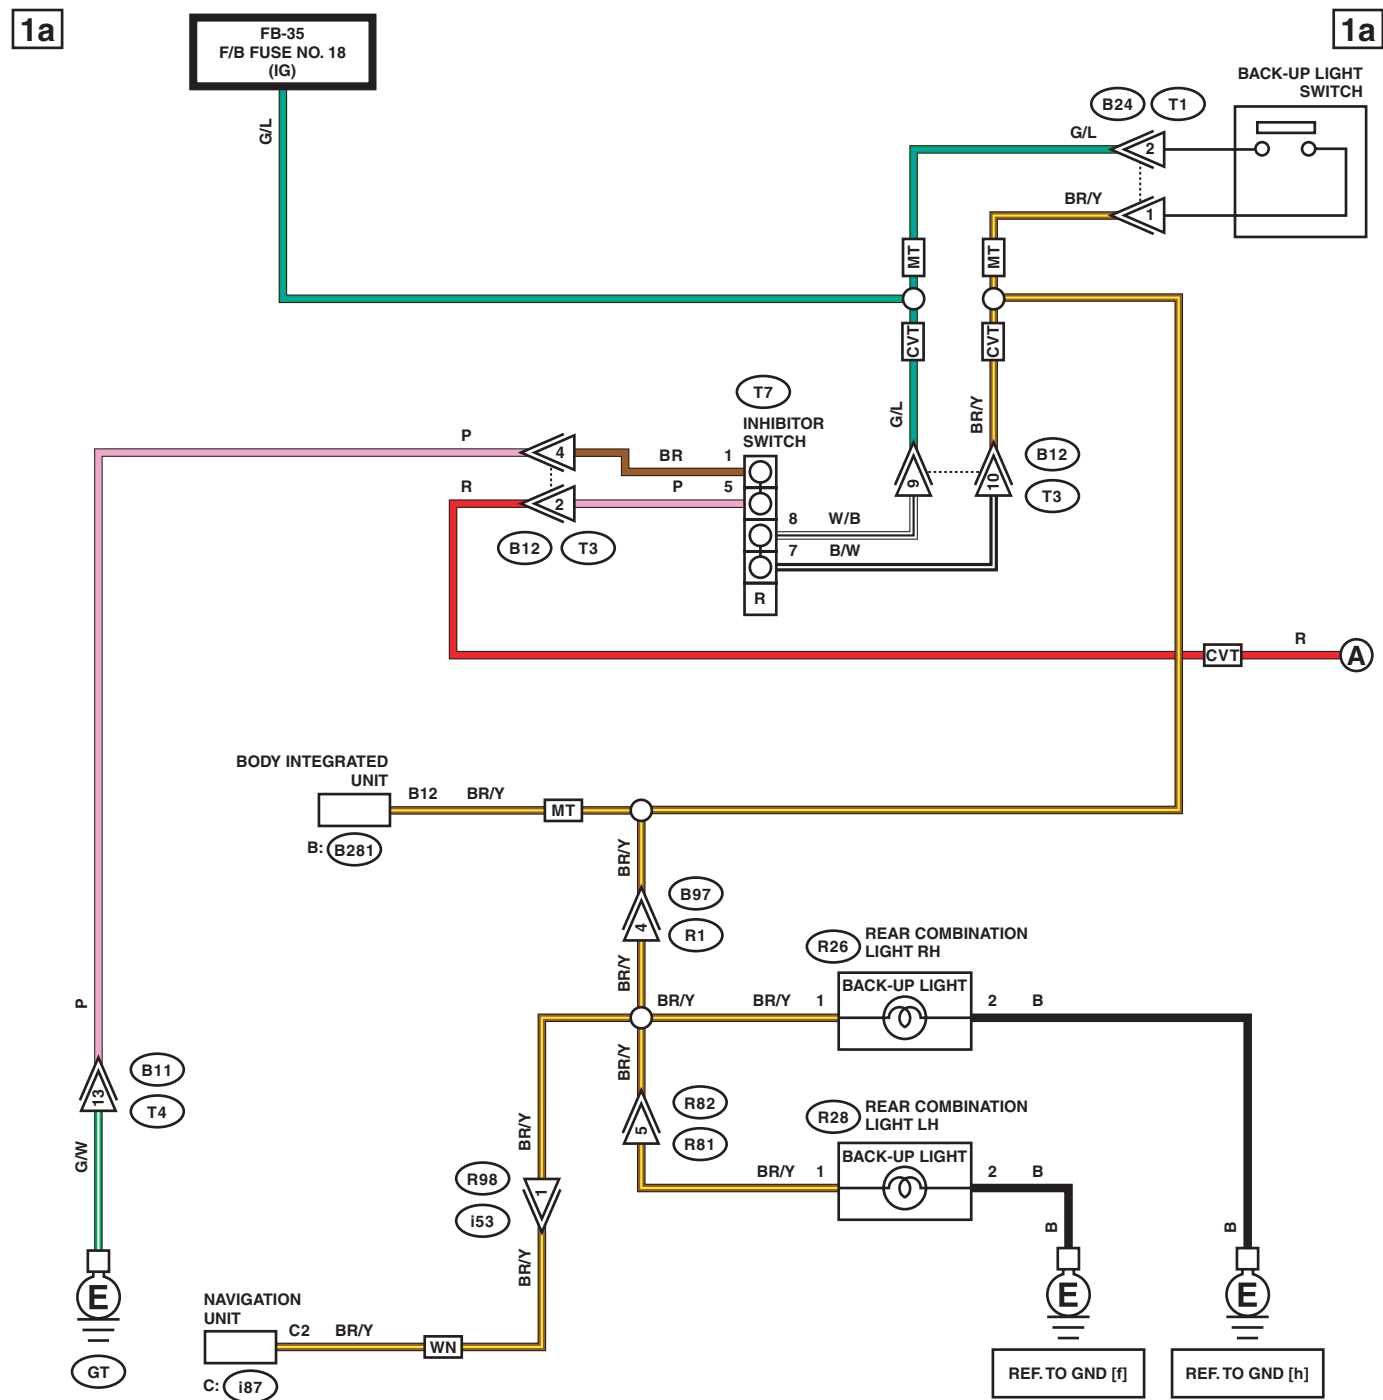 1a
1a
FB-35
F/B FUSE NO. 18
(IG)
G/L
BACK-UP LIGHT
SWITCH
B24
T1
G/L
2
BR/Y
1
MT
MT
CVT
CVT
G/L
BR/Y
T7
INHIBITOR
SWITCH
P
4
BR
1
R
2
P
5
B12
T3
8
W/B
7
B/W
R
9
10
B12
T3
CVT
R
A
BODY INTEGRATED
UNIT
B12
BR/Y
MT
B:
B281
BR/Y
4
B97
R1
BR/Y
BR/Y
BR/Y
1
R26
REAR COMBINATION
LIGHT RH
BACK-UP LIGHT
2
B
P
13
B11
T4
G/W
E
GT
BR/Y
5
R82
R81
BR/Y
1
R28
REAR COMBINATION
LIGHT LH
BACK-UP LIGHT
2
B
BR/Y
1
R98
i53
BR/Y
B
B
E
E
REF. TO GND [f]
REF. TO GND [h]
NAVIGATION
UNIT
C2
BR/Y
WN
C:
i87